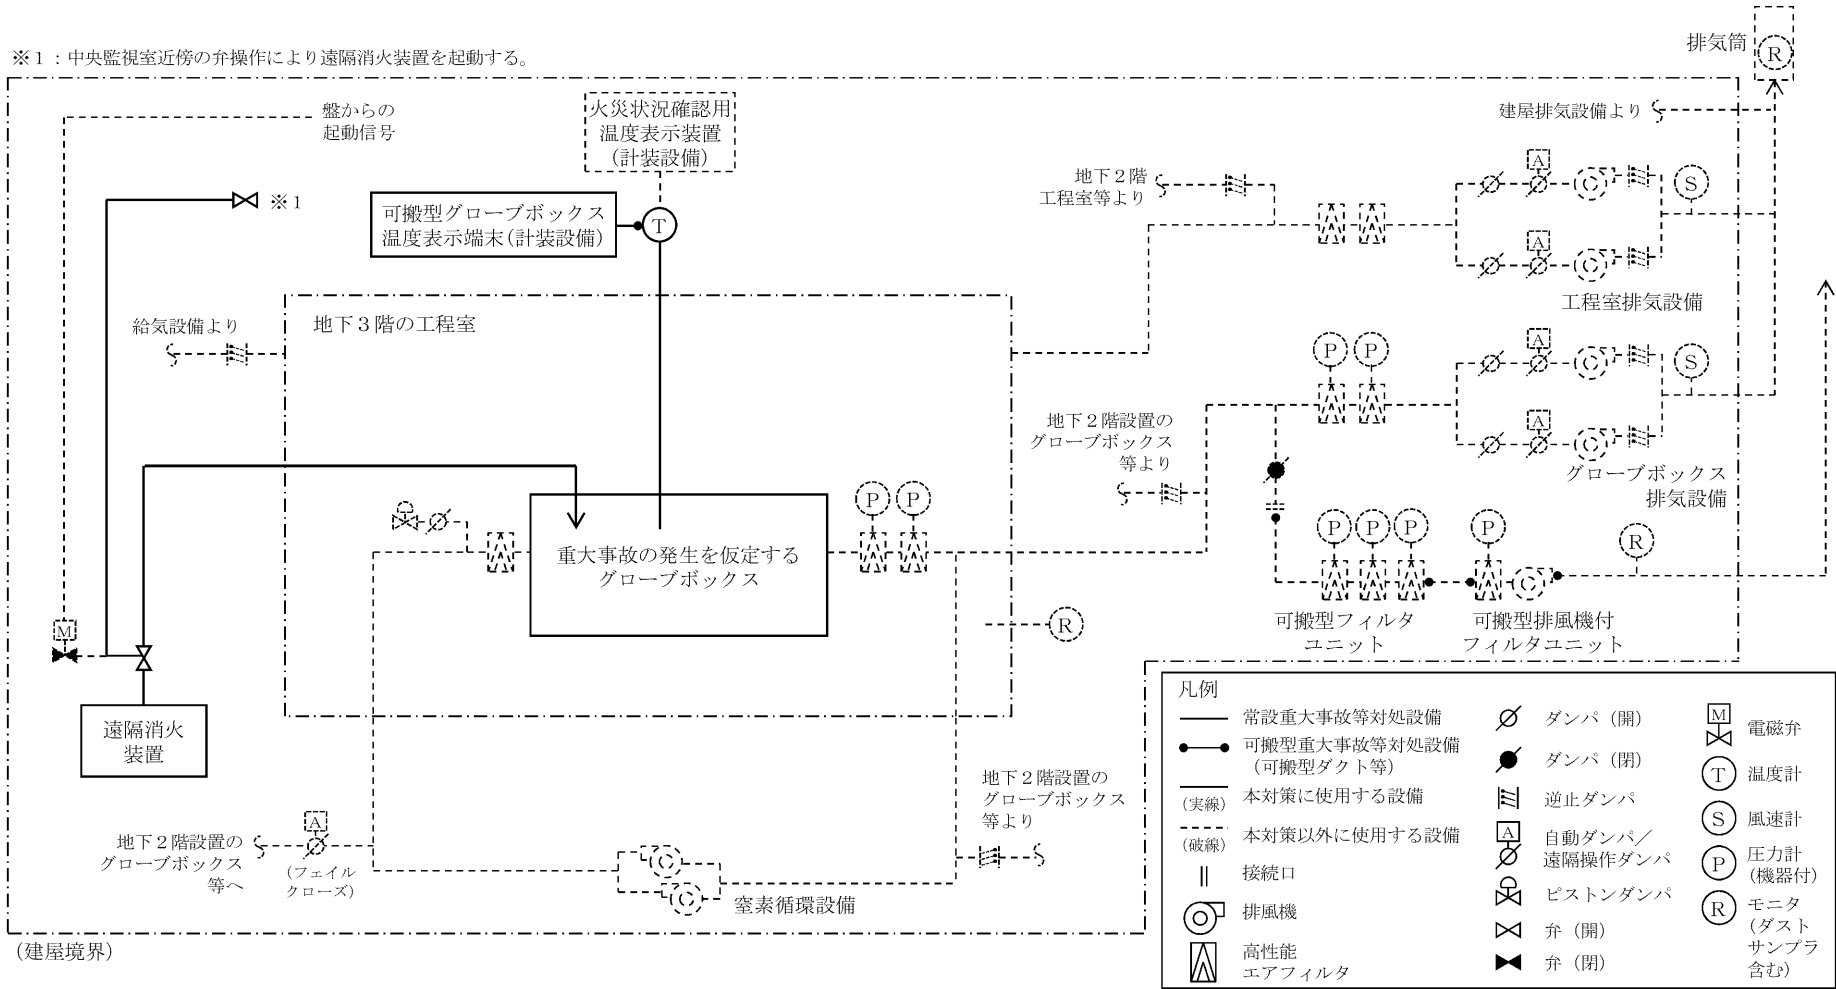 ※１：中央監視室近傍の弁操作により遠隔消火装置を起動する。
排気筒
R
盤からの
起動信号
火災状況確認用
温度表示装置
（計装設備）
建屋排気設備より
地下２階
工程室等より
A
S
※１
可搬型グローブボックス
温度表示端末（計装設備）
T
A
工程室排気設備
給気設備より
地下３階の工程室
P
P
A
S
地下２階設置の
グローブボックス
等より
A
グローブボックス
排気設備
P
P
重大事故の発生を仮定する
グローブボックス
P
P
P
P
R
可搬型フィルタ
ユニット
可搬型排風機付
フィルタユニット
R
M
遠隔消火
装置
地下２階設置の
グローブボックス
等へ
A
（フェイル
クローズ）
窒素循環設備
地下２階設置の
グローブボックス
等より
（建屋境界）
凡例
常設重大事故等対処設備
可搬型重大事故等対処設備
（可搬型ダクト等）
（実線）
本対策に使用する設備
（破線）
本対策以外に使用する設備
接続口
排風機
高性能
エアフィルタ
ダンパ（開）
ダンパ（閉）
逆止ダンパ
A
自動ダンパ／
遠隔操作ダンパ
ピストンダンパ
弁（開）
弁（閉）
M
電磁弁
T
温度計
S
風速計
P
圧力計
（機器付）
R
モニタ
（ダスト
サンプラ
含む）